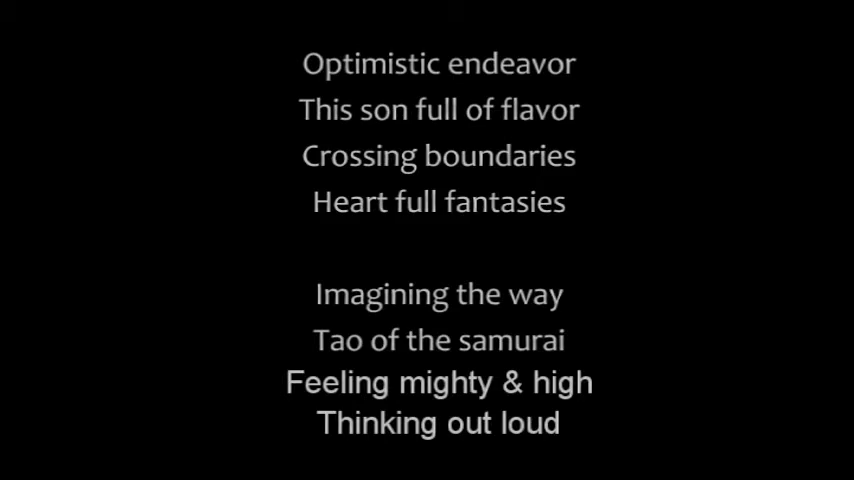 Optimistic endeavor
This son full of flavor
Crossing boundaries
Heart full fantasies
Imagining the way
Tao of the samurai
Feeling mighty & high
Thinking out loud